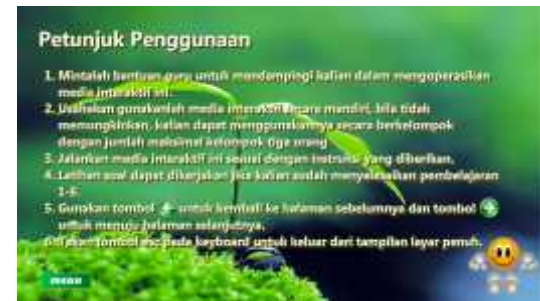 Petunjuk Penggunaan
1. Mintalah bantuan guru untuk mendampingi kalian dalam mengoperasikan
media interaktif ini.
2. Usahakan gunakanlah media interaktif secara mandiri, bila tidak
memungkinkan, kalian dapat menggunakannya secara berkelompok
dengan jumlah maksimal kelompok tiga orang
3. Jalankan media interaktif ini sesuai dengan instruksi yang diberikan.
4. Latihan soal dapat dikerjakan jika kalian sudah menyelesaikan pembelajaran
1-6
5. Gunakan tombol untuk kembali ke halaman sebelumnya dan tombol
untuk menuju halaman selanjutnya.
6. Tekan tombol esc pada keyboard untuk keluar dari tampilan layar penuh.
menu